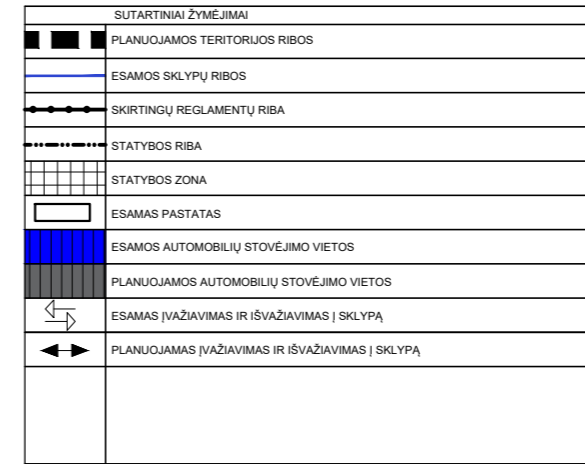 SUTARTINIAI ŽYMĖJIMAI
PLANUOJAMOS TERITORIJOS RIBOS
ESAMOS SKLYPŲ RIBOS
SKIRTINGŲ REGLAMENTŲ RIBA
STATYBOS RIBA
STATYBOS ZONA
ESAMAS PASTATAS
ESAMOS AUTOMOBILIŲ STOVĖJIMO VIETOS
PLANUOJAMOS AUTOMOBILIŲ STOVĖJIMO VIETOS
ESAMAS ĮVAŽIAVIMAS IR IŠVAŽIAVIMAS Į SKLYPĄ
PLANUOJAMAS ĮVAŽIAVIMAS IR IŠVAŽIAVIMAS Į SKLYPĄ